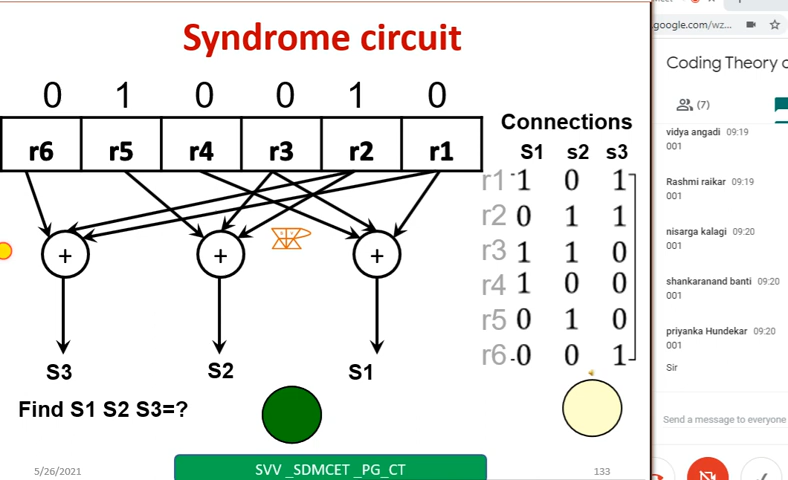 Syndrome circuit
0 1 0 0 1 0
r6 r5 r4 r3 r2 r1
+ + +
S3 S2 S1
Find S1 S2 S3=?
Connections
S1 s2 s3
r1 1 0 1
r2 0 1 1
r3 1 1 0
r4 1 0 0
r5 0 1 0
r6 0 0 1
5/26/2021
SVV _SDMCET _PG_CT
133
google.com/wz...
Coding Theory
(7)
vidya angadi 09:19
001
Rashmi raikar 09:19
001
nisarga kalagi 09:20
001
shankaranand banti 09:20
001
priyanka Hundekar 09:20
001
Sir
Send a message to everyone